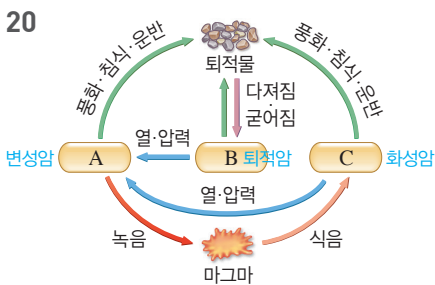 20
풍화·침식·운반
풍화·침식·운반
퇴적물
다져짐
·
굳어짐
열·압력
변성암 A
B 퇴적암
C 화성암
열·압력
녹음
식음
마그마